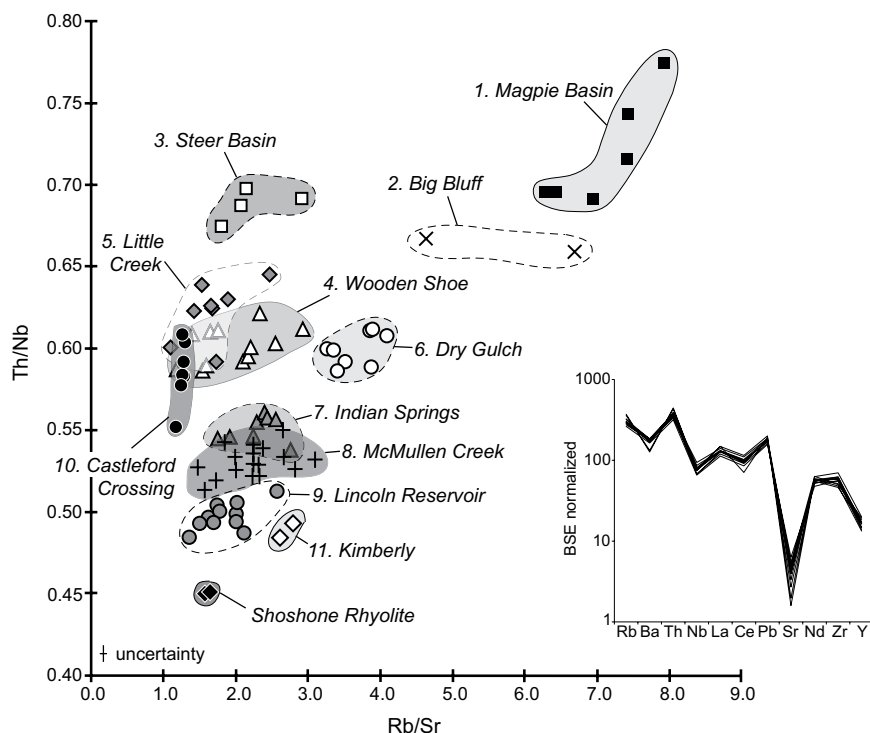 0.80
0.75
0.70
0.65
0.60
0.55
0.50
0.45
0.40
Th/Nb
1. Magpie Basin
3. Steer Basin
2. Big Bluff
5. Little
Creek
4. Wooden Shoe
6. Dry Gulch
7. Indian Springs
8. McMullen Creek
10. Castleford
Crossing
9. Lincoln Reservoir
11. Kimberly
Shoshone Rhyolite
uncertainty
0.0 1.0 2.0 3.0 4.0 5.0 6.0 7.0 8.0 9.0
Rb/Sr
1000
100
10
1
BSE normalized
Rb Ba Th Nb La Ce Pb Sr Nd Zr Y